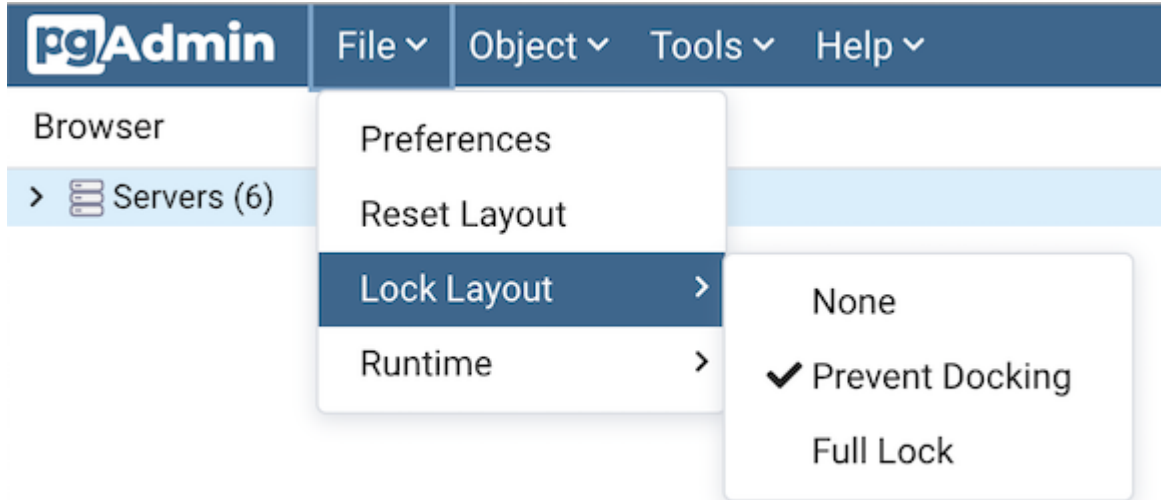 pgAdmin File Object Tools Help
Browser
Servers (6)
Preferences
Reset Layout
Lock Layout
Runtime
None
Prevent Docking
Full Lock